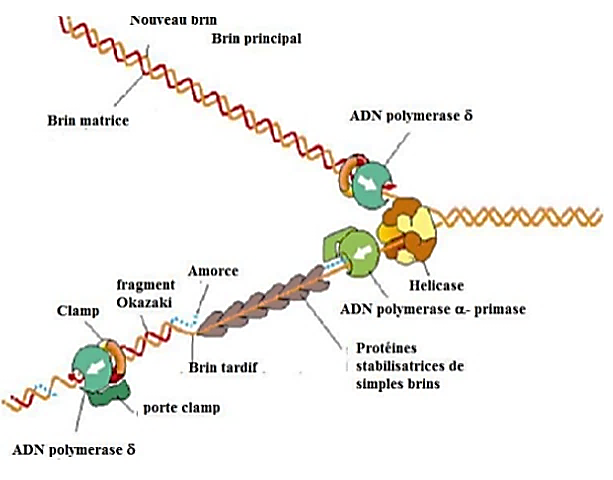 Nouveau brin
Brin principal
ADN polymerase δ
Brin matrice
Helicase
ADN polymerase α- primase
Amorce
fragment
Okazaki
Clamp
Brin tardif
Protéines
stabilisatrices de
simples brins
porte clamp
ADN polymerase δ